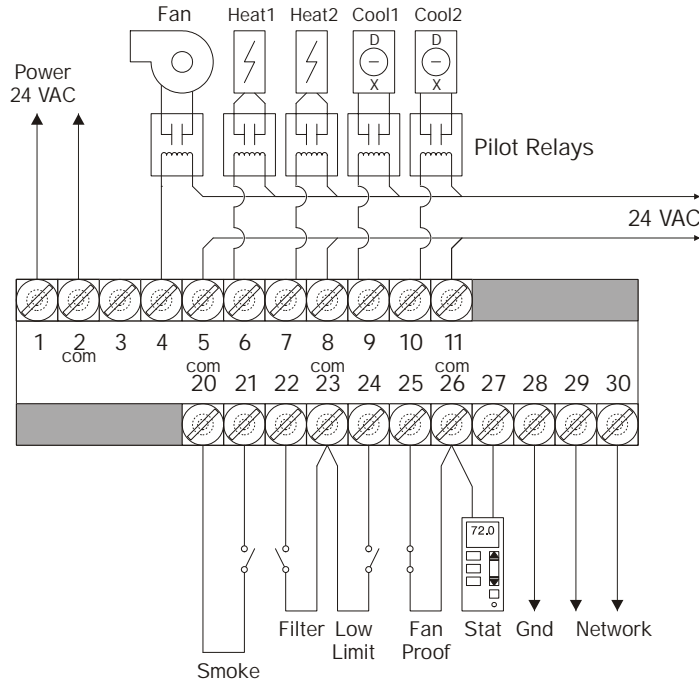 Fan Heat1 Heat2 Cool1 Cool2
D D
X X
Power
24 VAC
Pilot Relays
24 VAC
1 2 3 4 5 6 7 8 9 10 11
com com com com
20 21 22 23 24 25 26 27 28 29 30
72.0
Filter Low Fan Stat Gnd Network
Limit Proof
Smoke